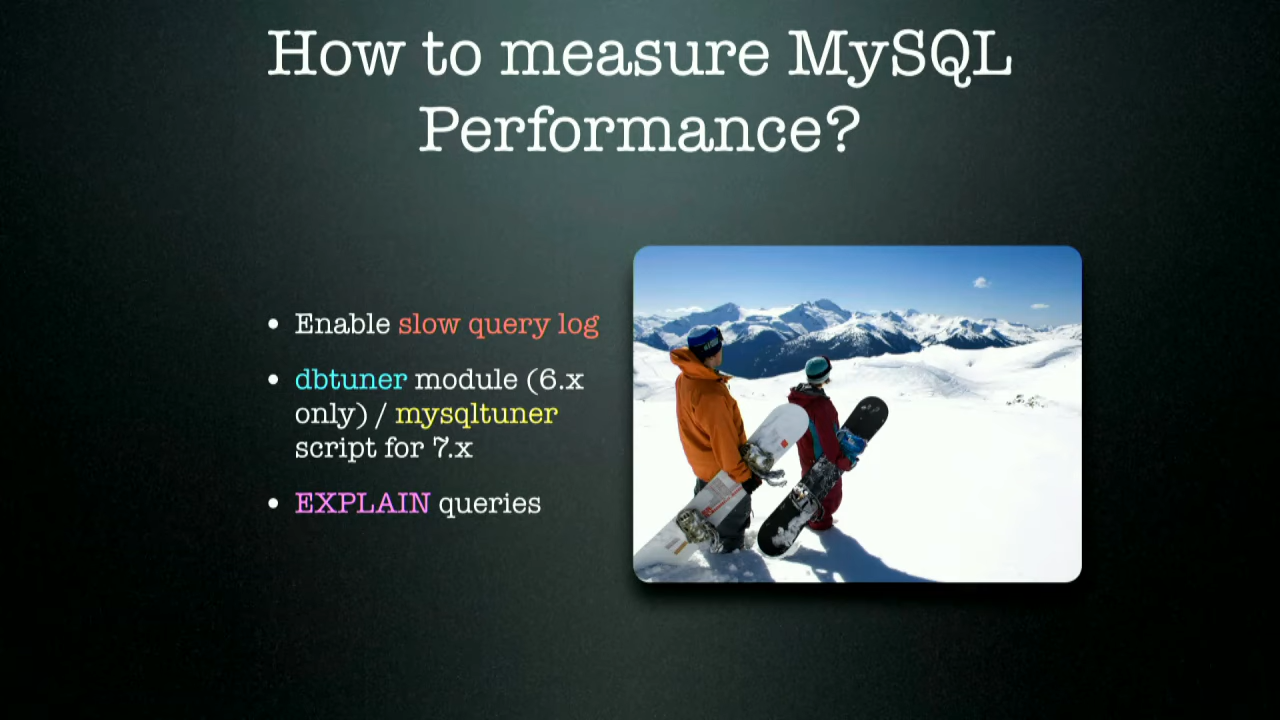 How to measure MySQL
Performance?
• Enable slow query log
• dbtuner module (6.x
only) / mysqltuner
script for 7.x
• EXPLAIN queries